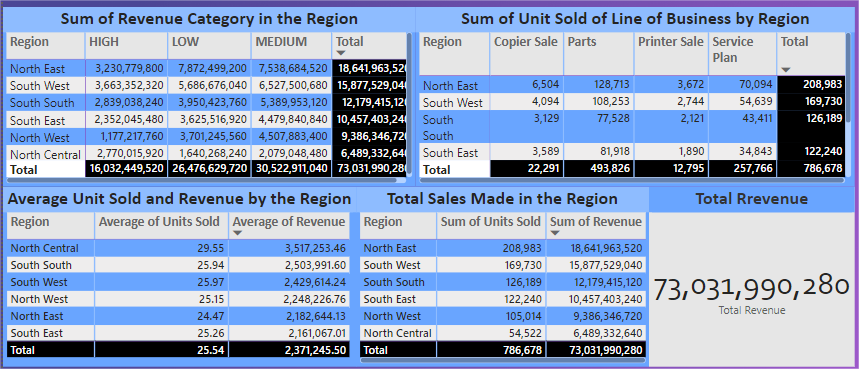 Sum of Revenue Category in the Region
Region HIGH LOW MEDIUM Total
North East 3,230,779,800 7,872,499,200 7,538,684,520 18,641,963,520
South West 3,663,352,320 5,686,676,040 6,527,500,680 15,877,529,040
South South 2,839,038,240 3,950,423,760 5,389,953,120 12,179,415,120
South East 2,352,045,480 3,625,516,920 4,479,840,840 10,457,403,240
North West 1,177,217,760 3,701,245,560 4,507,883,400 9,386,346,720
North Central 2,770,015,920 1,640,268,240 2,079,048,480 6,489,332,640
Total 16,032,449,520 26,476,629,720 30,522,911,040 73,031,990,280
Sum of Unit Sold of Line of Business by Region
Region Copier Sale Parts Printer Sale Service Total
Plan
North East 6,504 128,713 3,672 70,094 208,983
South West 4,094 108,253 2,744 54,639 169,730
South 3,129 77,528 2,121 43,411 126,189
South
South East 3,589 81,918 1,890 34,843 122,240
Total 22,291 493,826 12,795 257,766 786,678
Average Unit Sold and Revenue by the Region
Region Average of Units Sold Average of Revenue
North Central 29.55 3,517,253.46
South South 25.94 2,503,991.60
South West 25.97 2,429,614.24
North West 25.15 2,248,226.76
North East 24.47 2,182,644.13
South East 25.26 2,161,067.01
Total 25.54 2,371,245.50
Total Sales Made in the Region
Region Sum of Units Sold Sum of Revenue
North East 208,983 18,641,963,520
South West 169,730 15,877,529,040
South South 126,189 12,179,415,120
South East 122,240 10,457,403,240
North West 105,014 9,386,346,720
North Central 54,522 6,489,332,640
Total 786,678 73,031,990,280
Total Rrevenue
73,031,990,280
Total Revenue